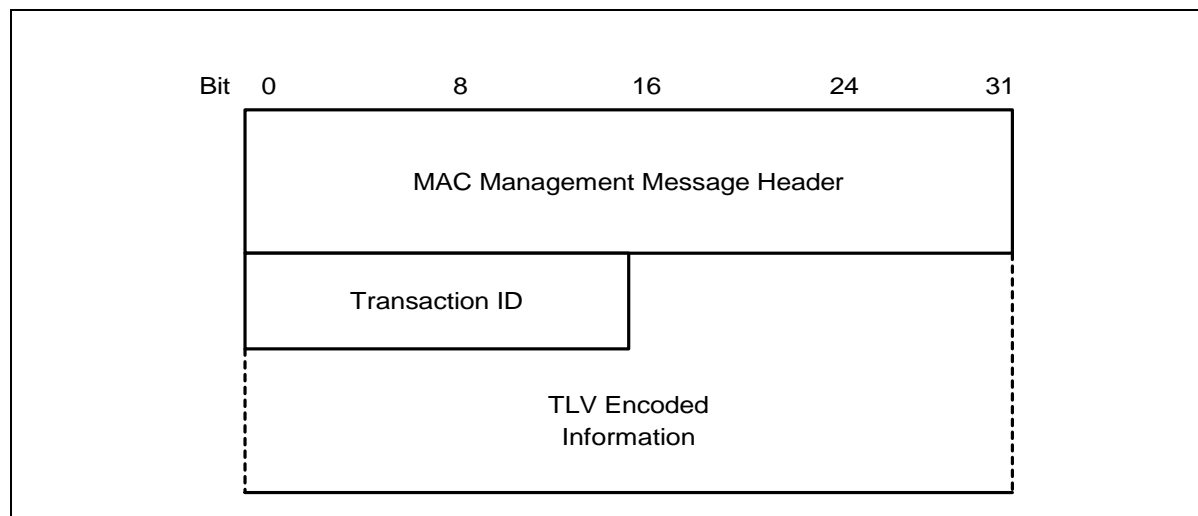 Bit 0 8 16 24 31
MAC Management Message Header
Transaction ID
TLV Encoded
Information